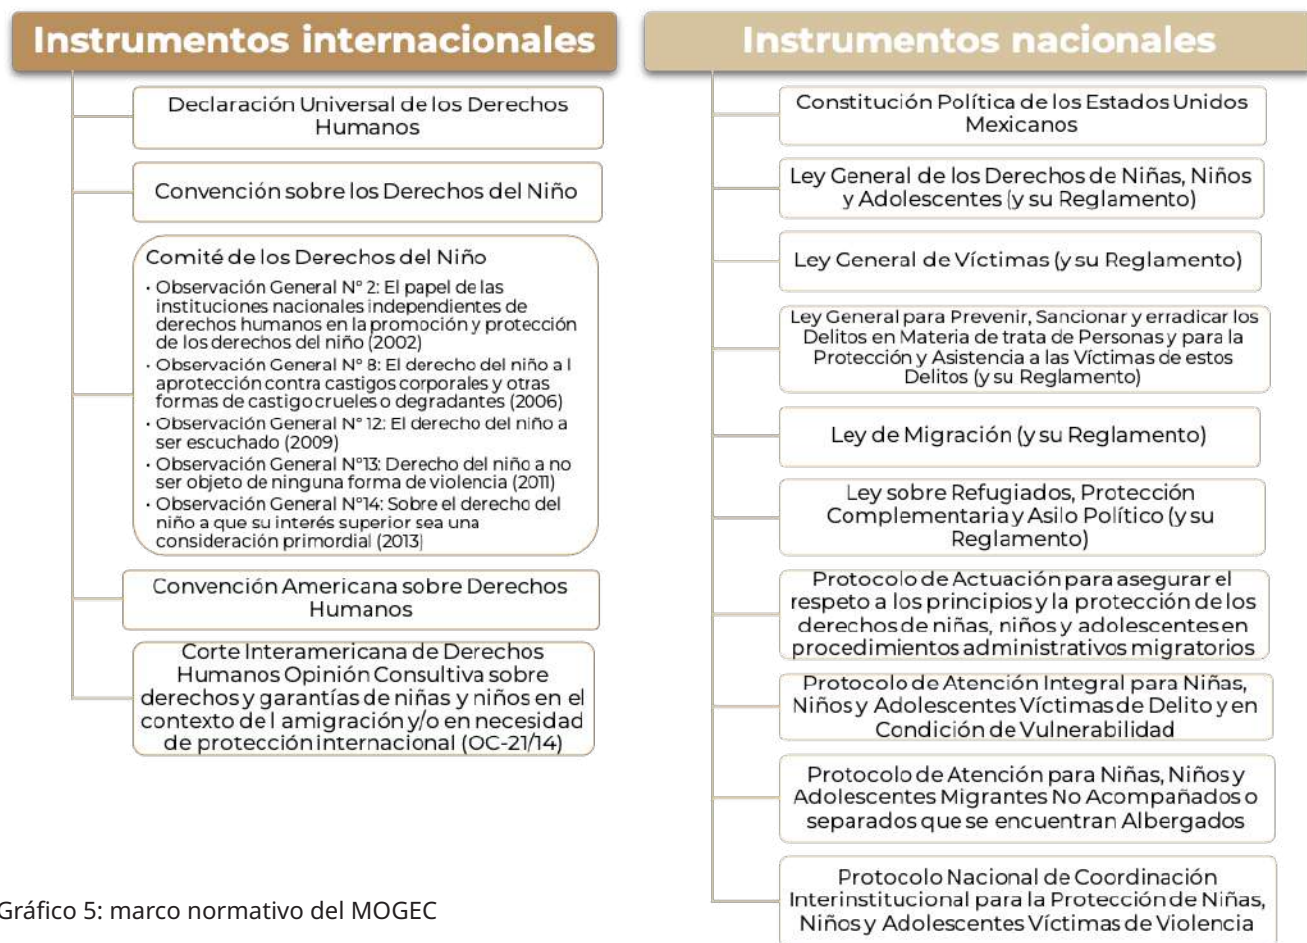 Instrumentos internacionales
Declaración Universal de los Derechos
Humanos
Convención sobre los Derechos del Niño
Comité de los Derechos del Niño
· Observación General N° 2: El papel de las
instituciones nacionales independientes de
derechos humanos en la promoción y protección
de los derechos del niño (2002)
· Observación General N° 8: El derecho del niño a l
aprotección contra castigos corporales y otras
formas de castigo crueles o degradantes (2006)
· Observación General N° 12: El derecho del niño a
ser escuchado (2009)
· Observación General N°13: Derecho del niño a no
ser objeto de ninguna forma de violencia (2011)
· Observación General N°14: Sobre el derecho del
niño a que su interés superior sea una
consideración primordial (2013)
Convención Americana sobre Derechos
Humanos
Corte Interamericana de Derechos
Humanos Opinión Consultiva sobre
derechos y garantías de niñas y niños en el
contexto de l amigración y/o en necesidad
de protección internacional (OC-21/14)
Instrumentos nacionales
Constitución Política de los Estados Unidos
Mexicanos
Ley General de los Derechos de Niñas, Niños
y Adolescentes (y su Reglamento)
Ley General de Víctimas (y su Reglamento)
Ley General para Prevenir, Sancionar y erradicar los
Delitos en Materia de trata de Personas y para la
Protección y Asistencia a las Víctimas de estos
Delitos (y su Reglamento)
Ley de Migración (y su Reglamento)
Ley sobre Refugiados, Protección
Complementaria y Asilo Político (y su
Reglamento)
Protocolo de Actuación para asegurar el
respeto a los principios y la protección de los
derechos de niñas, niños y adolescentes en
procedimientos administrativos migratorios
Protocolo de Atención Integral para Niñas,
Niños y Adolescentes Víctimas de Delito y en
Condición de Vulnerabilidad
Protocolo de Atención para Niñas, Niños y
Adolescentes Migrantes No Acompañados o
separados que se encuentran Albergados
Protocolo Nacional de Coordinación
Interinstitucional para la Protección de Niñas,
Niños y Adolescentes Víctimas de Violencia
Gráfico 5: marco normativo del MOGEC